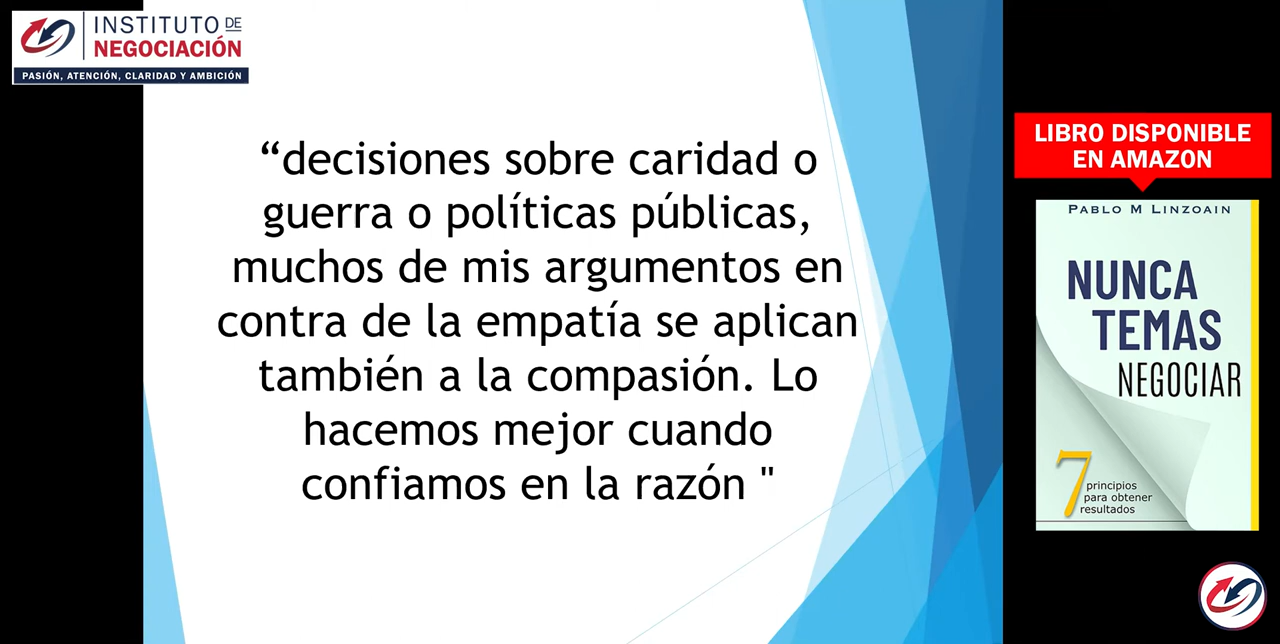 INSTITUTO DE
NEGOCIACIÓN
PASIÓN, ATENCIÓN, CLARIDAD Y AMBICIÓN
“decisiones sobre caridad o
guerra o políticas públicas,
muchos de mis argumentos en
contra de la empatía se aplican
también a la compasión. Lo
hacemos mejor cuando
confiamos en la razón "
LIBRO DISPONIBLE
EN AMAZON
PABLO M LINZOAIN
NUNCA
TEMAS
NEGOCIAR
7 principios
para obtener
resultados